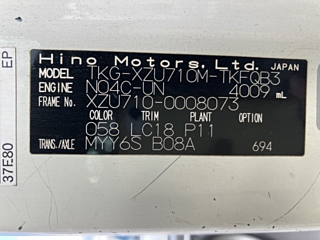 Hino Motors, Ltd. JAPAN
MODEL TKG-XZU710M-TKFQB3
ENGINE N04C-UN 4009 mL
FRAME No. XZU710-0008073
COLOR TRIM PLANT OPTION
058 LC18 P11
TRANS./AXLE MYY6S B08A 694
EP
37E80